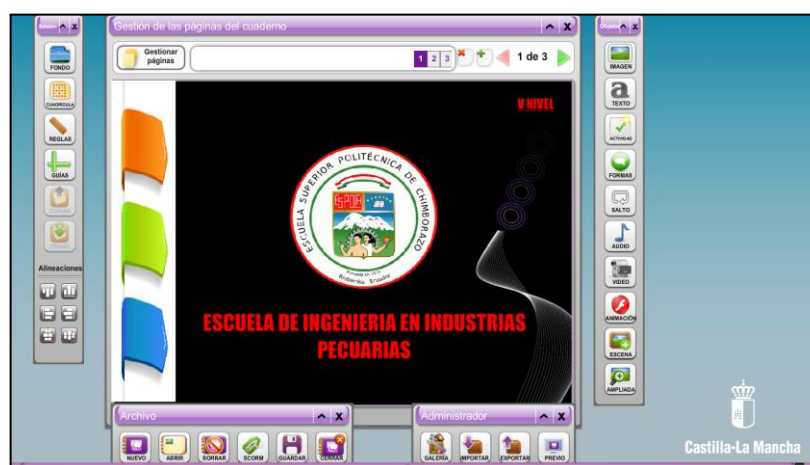 Gestión de las páginas del cuaderno
Gestionar
páginas
1 2 3
1 de 3
FONDO
CUADRÍCULA
REGLAS
GUÍAS
Alineaciones
V NIVEL
ESCUELA SUPERIOR POLITÉCNICA DE CHIMBORAZO
ESPOCH
Riobamba Ecuador
ESCUELA DE INGENIERIA EN INDUSTRIAS
PECUARIAS
IMAGEN
TEXTO
ACTIVIDAD
FORMAS
SALTO
AUDIO
VIDEO
ANIMACIÓN
ESCENA
AMPLIADA
Archivo
NUEVO
ABRIR
BORRAR
SCORM
GUARDAR
CERRAR
Administrador
GALERÍA
IMPORTAR
EXPORTAR
PREVIO
Castilla-La Mancha